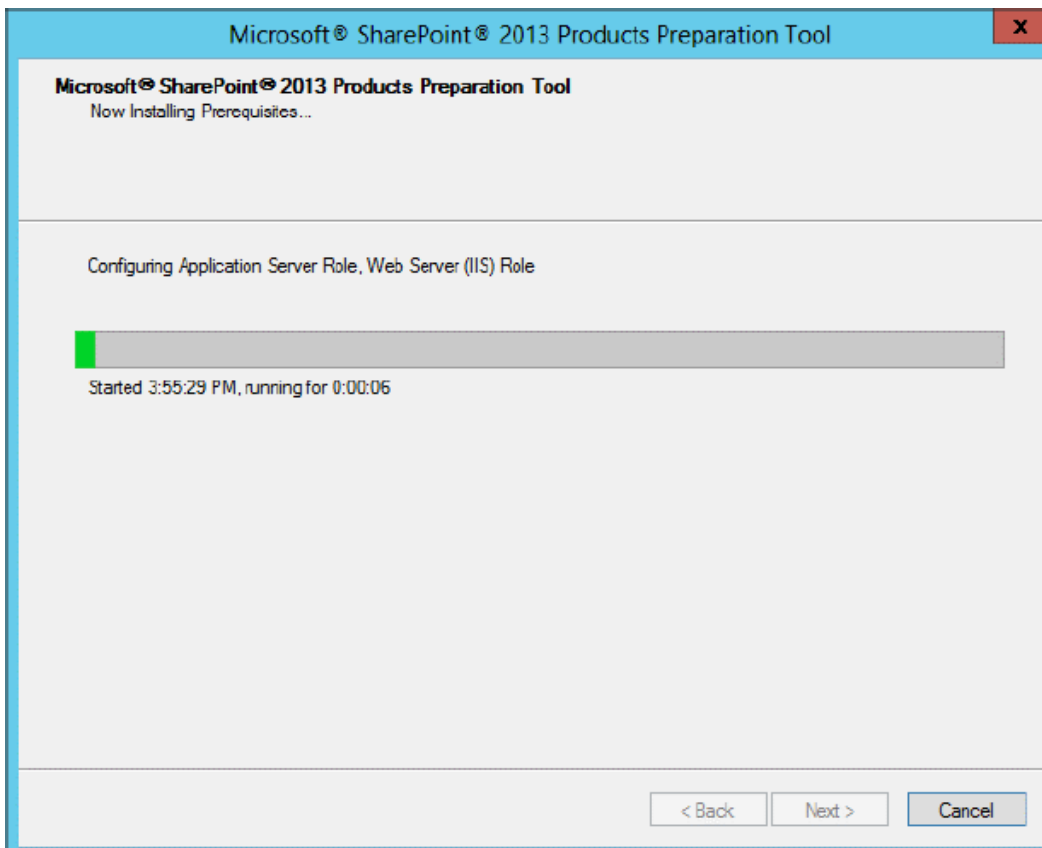 Microsoft® SharePoint® 2013 Products Preparation Tool
x
Microsoft® SharePoint® 2013 Products Preparation Tool
Now Installing Prerequisites...
Configuring Application Server Role, Web Server (IIS) Role
Started 3:55:29 PM, running for 0:00:06
< Back Next > Cancel